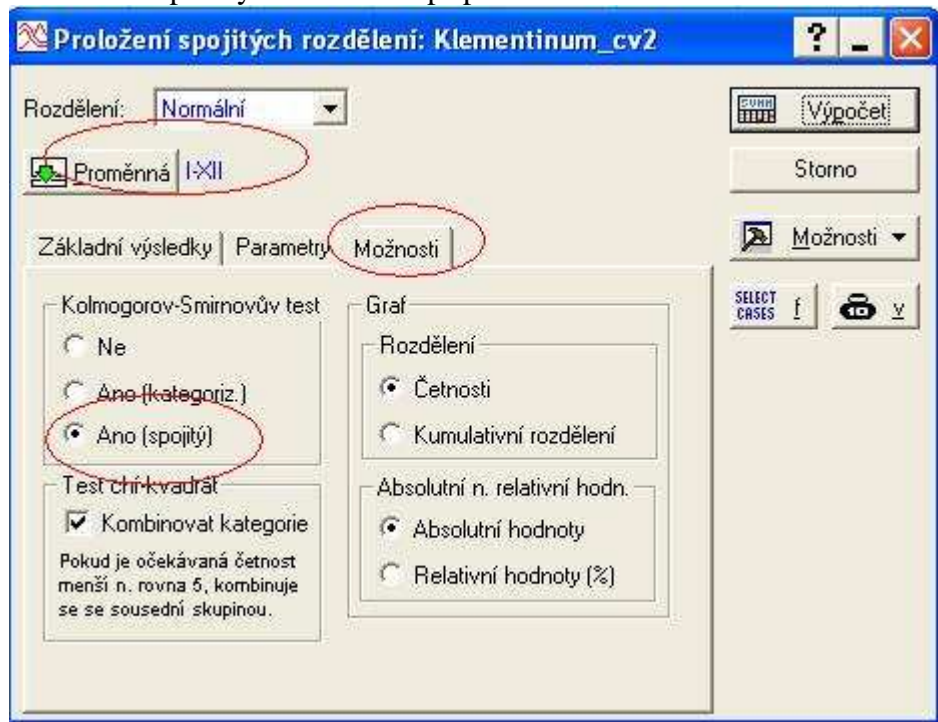 Proložení spojitých rozdělení: Klementinum_cv2
Rozdělení: Normální
Proměnná I-XII
Základní výsledky Parametry Možnosti
Kolmogorov-Smirnovův test
Ne
Ano (kategoriz.)
Ano (spojitý)
Test chí-kvadrát
Kombinovat kategorie
Pokud je očekávaná četnost
menší n. rovna 5, kombinuje
se se sousední skupinou.
Graf
Rozdělení
Četnosti
Kumulativní rozdělení
Absolutní n. relativní hodn.
Absolutní hodnoty
Relativní hodnoty (%)
Výpočet
Storno
Možnosti
SELECT
CASES f v